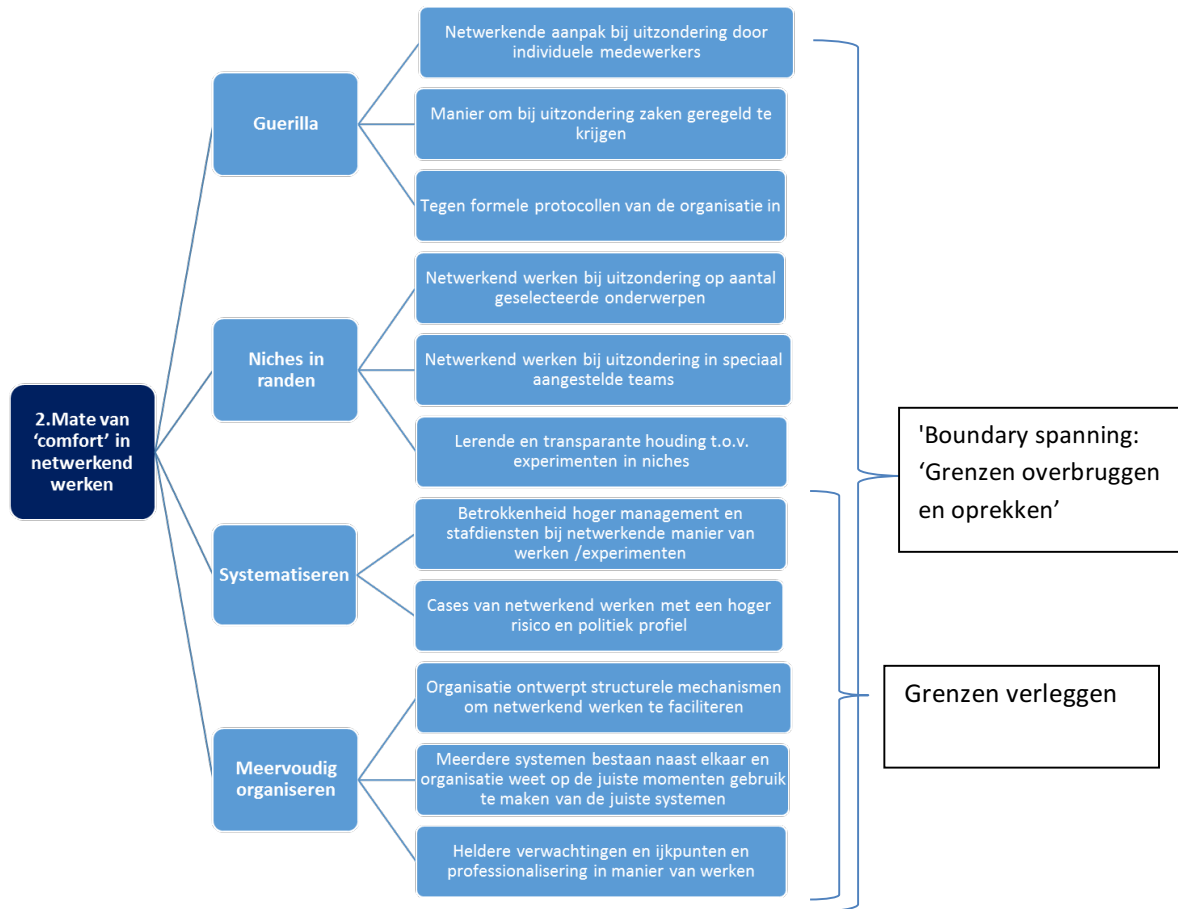 2.Mate van
‘comfort’ in
netwerkend
werken
Guerilla
Netwerkende aanpak bij uitzondering door
individuele medewerkers
Manier om bij uitzondering zaken geregeld te
krijgen
Tegen formele protocollen van de organisatie in
Niches in
randen
Netwerkend werken bij uitzondering op aantal
geselecteerde onderwerpen
Netwerkend werken bij uitzondering in speciaal
aangestelde teams
Lerende en transparante houding t.o.v.
experimenten in niches
Systematiseren
Betrokkenheid hoger management en
stafdiensten bij netwerkende manier van
werken /experimenten
Cases van netwerkend werken met een hoger
risico en politiek profiel
Meervoudig
organiseren
Organisatie ontwerpt structurele mechanismen
om netwerkend werken te faciliteren
Meerdere systemen bestaan naast elkaar en
organisatie weet op de juiste momenten gebruik
te maken van de juiste systemen
Heldere verwachtingen en ijkpunten en
professionalisering in manier van werken
'Boundary spanning:
‘Grenzen overbruggen
en oprekken’
Grenzen verleggen